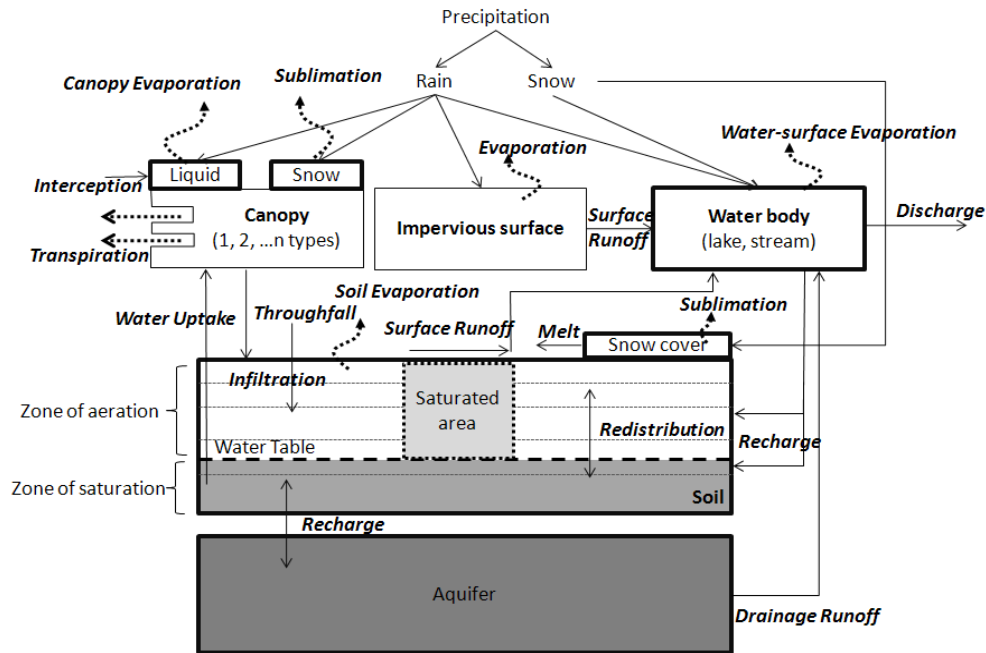 Precipitation
Rain
Snow
Canopy Evaporation
Sublimation
Water-surface Evaporation
Evaporation
Interception
Liquid
Snow
Canopy
(1, 2, …n types)
Transpiration
Impervious surface
Surface
Runoff
Water body
(lake, stream)
Discharge
Water Uptake
Throughfall
Soil Evaporation
Surface Runoff
Melt
Sublimation
Snow cover
Infiltration
Zone of aeration
Saturated
area
Redistribution
Recharge
Water Table
Zone of saturation
Soil
Recharge
Aquifer
Drainage Runoff